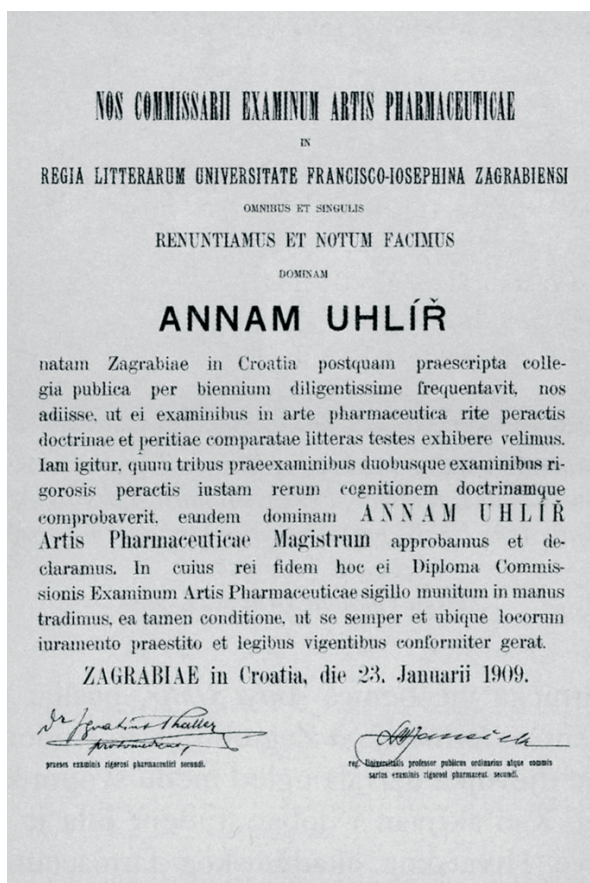 NOS COMMISSARII EXAMINUM ARTIS PHARMACEUTICAE
IN
REGIA LITTERARUM UNIVERSITATE FRANCISCO-IOSEPHINA ZAGRABIENSI
OMNIBUS ET SINGULIS
RENUNTIAMUS ET NOTUM FACIMUS
DOMINAM
ANNAM UHLÍŘ
natam Zagrabiae in Croatia postquam praescripta colle-
gia publica per biennium diligentissime frequentavit, nos
adiisse, ut ei examinibus in arte pharmaceutica rite peractis
doctrinae et peritiae comparatae litteras testes exhibere velimus.
Iam igitur, quum tribus praeexaminibus duobusque examinibus ri-
gorosis peractis iustam rerum cognitionem doctrinamque
comprobaverit, eandem dominam ANNAM UHLÍŘ
Artis Pharmaceuticae Magistrum approbamus et de-
claramus. In cuius rei fidem hoc ei Diploma Commis-
sionis Examinum Artis Pharmaceuticae sigillo munitum in manus
tradimus, ea tamen conditione, ut se semper et ubique locorum
iuramento praestito et legibus vigentibus conformiter gerat.
ZAGRABIAE in Croatia, die 23. Januarii 1909.
Dr Ignatius Thaller
protomedicus
praeses examinis rigorosi pharmaceutici secundi.
Janeček
reg. Universitatis professor publicus ordinarius atque commis
sarius examinis rigorosi pharmaceut. secundi.